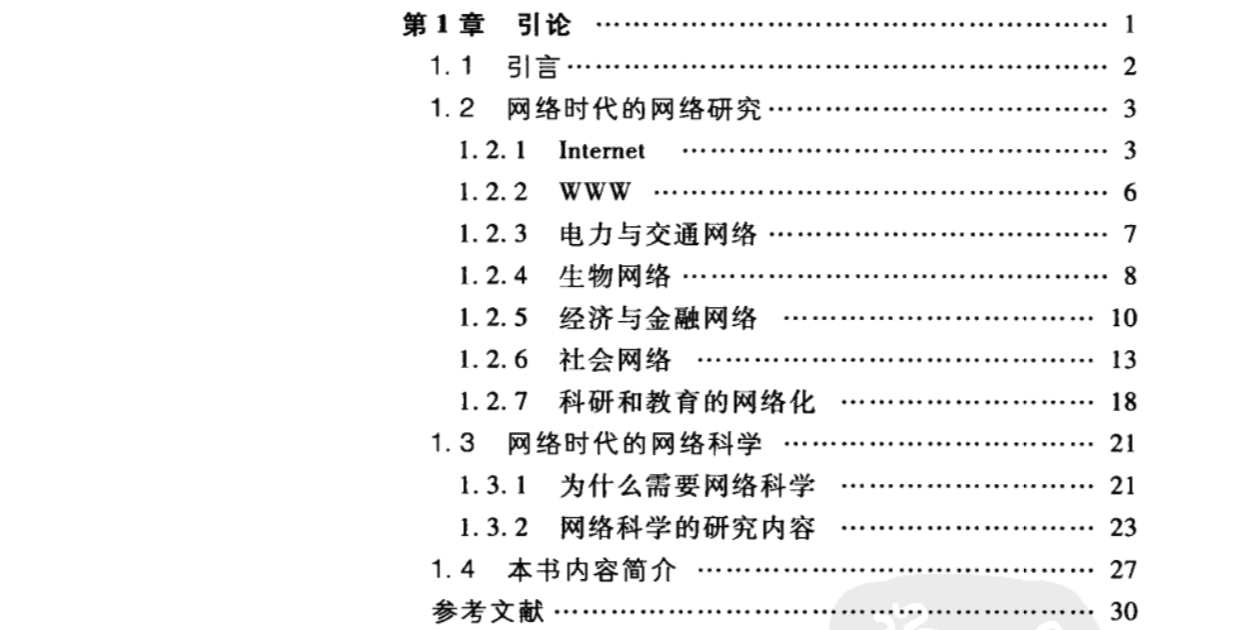 第 1 章 引论 …………………………………………………… 1
1. 1 引言…………………………………………………… 2
1. 2 网络时代的网络研究………………………………… 3
1. 2. 1 Internet ………………………………………… 3
1. 2. 2 WWW …………………………………………… 6
1. 2. 3 电力与交通网络 ………………………………… 7
1. 2. 4 生物网络 ………………………………………… 8
1. 2. 5 经济与金融网络 ……………………………… 10
1. 2. 6 社会网络 ……………………………………… 13
1. 2. 7 科研和教育的网络化 ………………………… 18
1. 3 网络时代的网络科学 ……………………………… 21
1. 3. 1 为什么需要网络科学 ………………………… 21
1. 3. 2 网络科学的研究内容 ………………………… 23
1. 4 本书内容简介 ……………………………………… 27
参考文献 …………………………………………………… 30